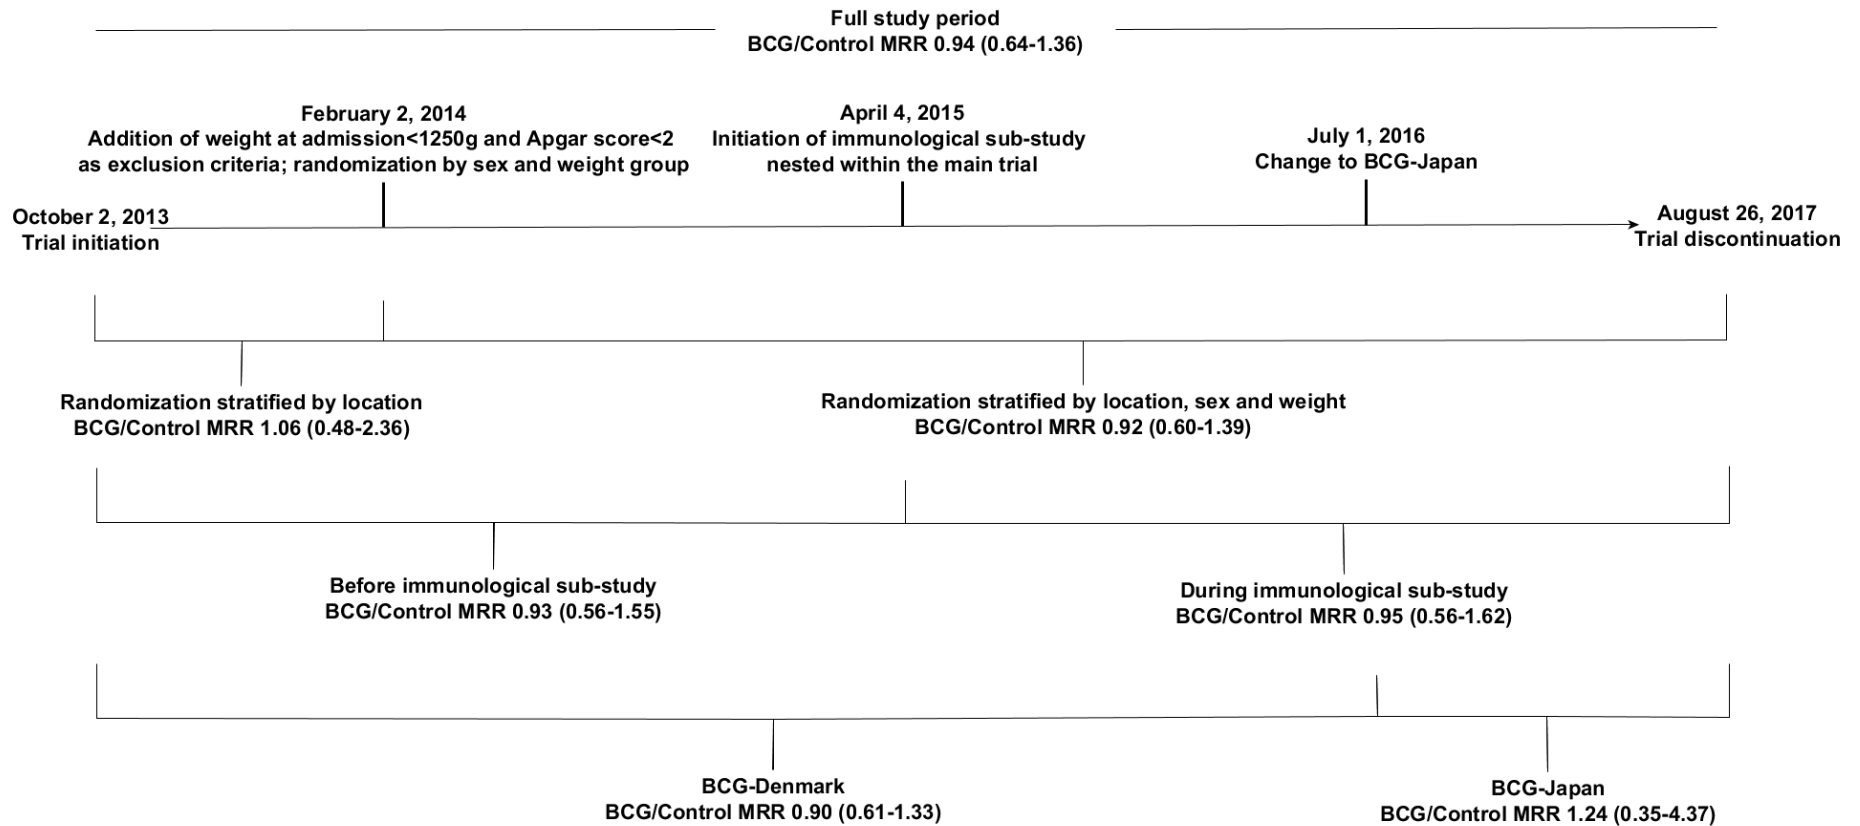 Full study period
BCG/Control MRR 0.94 (0.64-1.36)
February 2, 2014
Addition of weight at admission<1250g and Apgar score<2
as exclusion criteria; randomization by sex and weight group
April 4, 2015
Initiation of immunological sub-study
nested within the main trial
July 1, 2016
Change to BCG-Japan
October 2, 2013
Trial initiation
August 26, 2017
Trial discontinuation
Randomization stratified by location
BCG/Control MRR 1.06 (0.48-2.36)
Randomization stratified by location, sex and weight
BCG/Control MRR 0.92 (0.60-1.39)
Before immunological sub-study
BCG/Control MRR 0.93 (0.56-1.55)
During immunological sub-study
BCG/Control MRR 0.95 (0.56-1.62)
BCG-Denmark
BCG/Control MRR 0.90 (0.61-1.33)
BCG-Japan
BCG/Control MRR 1.24 (0.35-4.37)